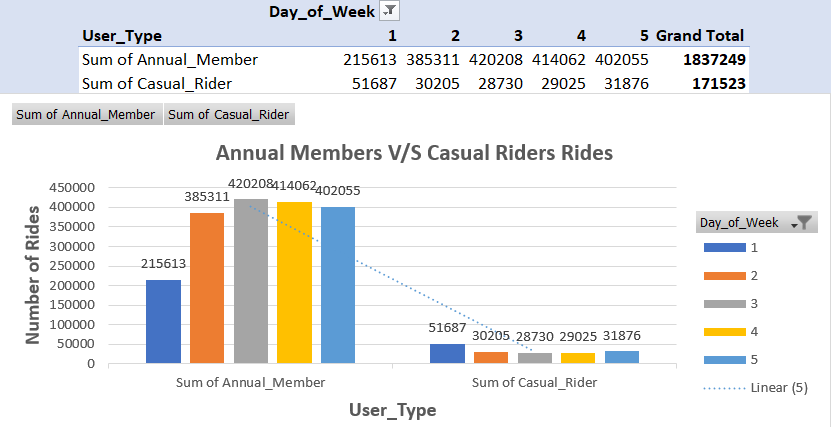 Day_of_Week
User_Type 1 2 3 4 5 Grand Total
Sum of Annual_Member 215613 385311 420208 414062 402055 1837249
Sum of Casual_Rider 51687 30205 28730 29025 31876 171523
Sum of Annual_Member Sum of Casual_Rider
Annual Members V/S Casual Riders Rides
Number of Rides
450000
400000
350000
300000
250000
200000
150000
100000
50000
0
215613
385311
420208
414062
402055
51687
30205
28730
29025
31876
Sum of Annual_Member
Sum of Casual_Rider
User_Type
Day_of_Week
1
2
3
4
5
Linear (5)